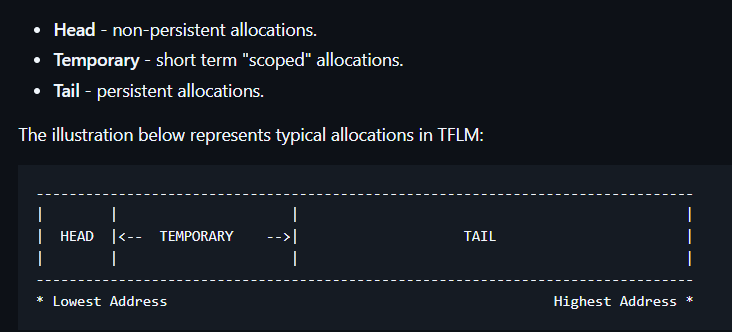 • Head - non-persistent allocations.
• Temporary - short term "scoped" allocations.
• Tail - persistent allocations.
The illustration below represents typical allocations in TFLM:
--------------------------------------------------------------------------------
|        |                     |                                               |
|  HEAD  |<--  TEMPORARY    -->|                    TAIL                       |
|        |                     |                                               |
--------------------------------------------------------------------------------
* Lowest Address                                               Highest Address *